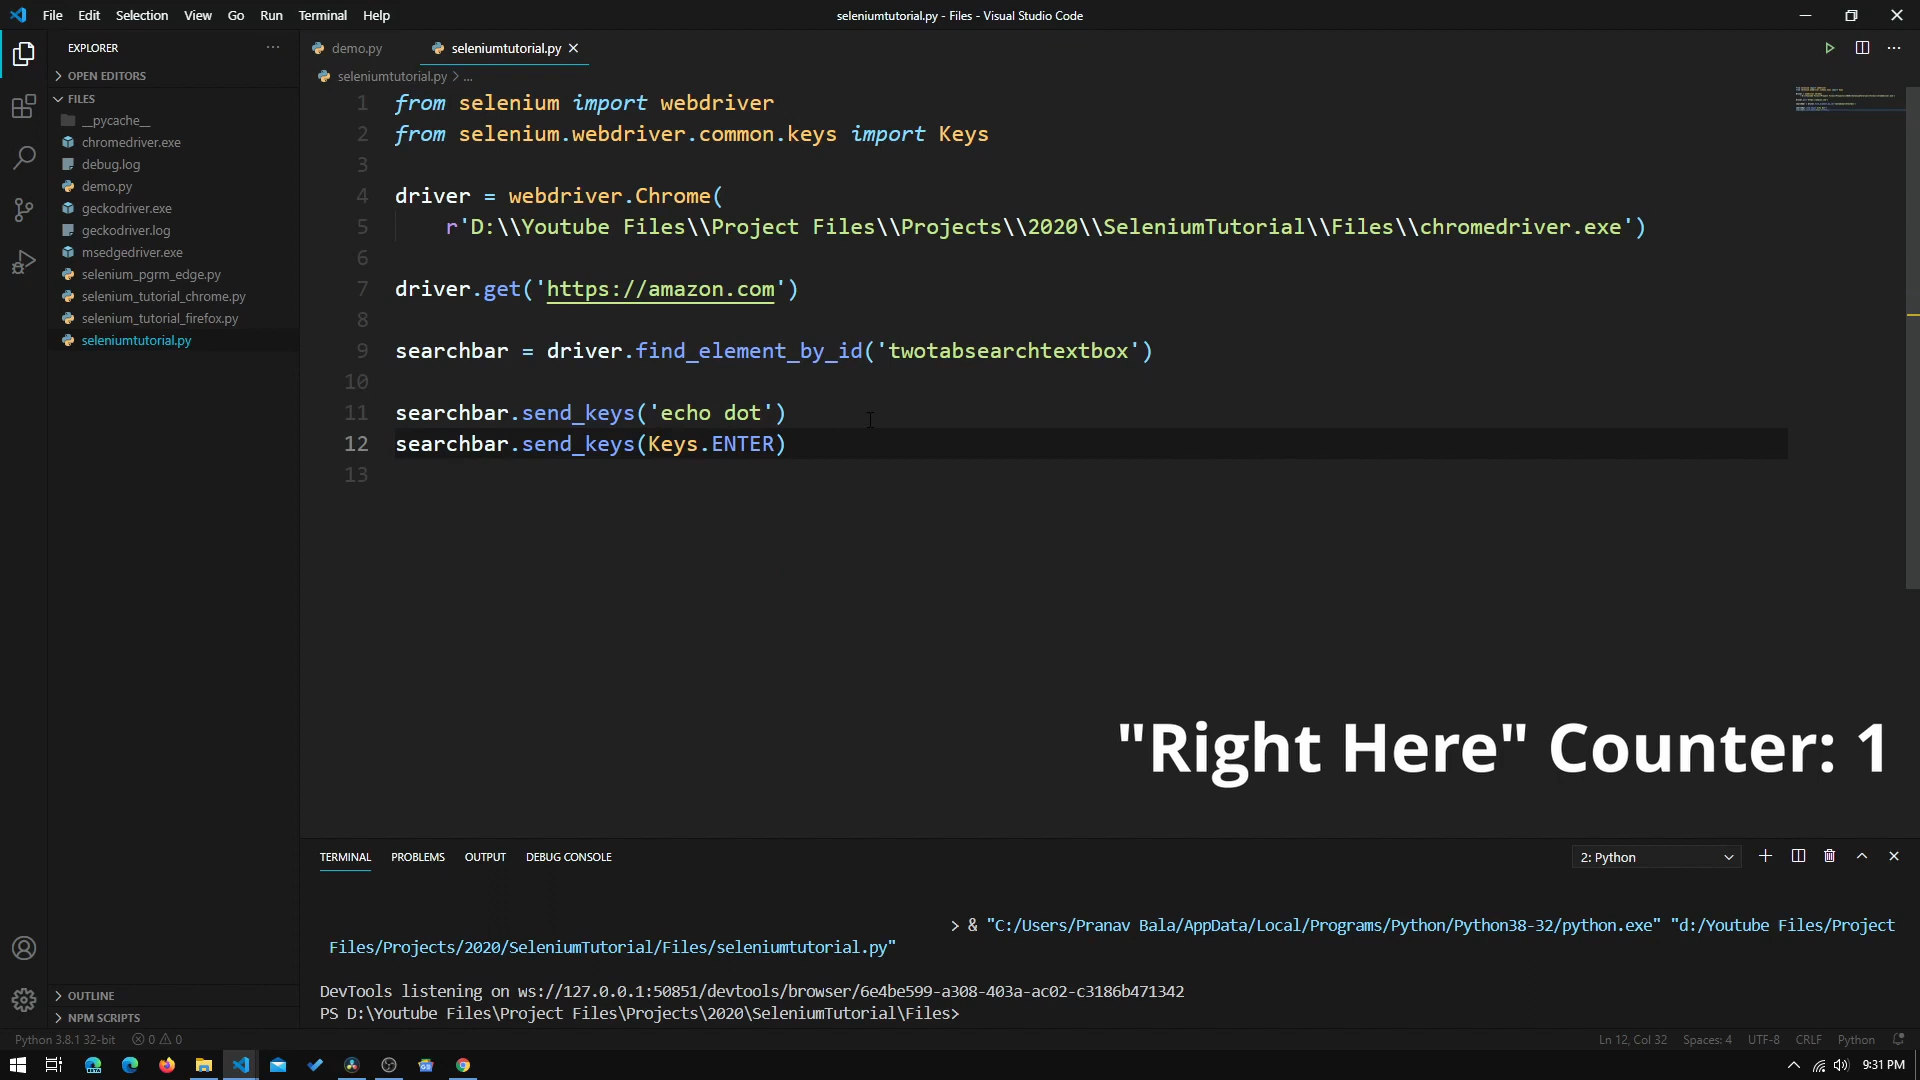 File Edit Selection View Go Run Terminal Help
seleniumtutorial.py - Files - Visual Studio Code
EXPLORER
OPEN EDITORS
FILES
__pycache__
chromedriver.exe
debug.log
demo.py
geckodriver.exe
geckodriver.log
msedgedriver.exe
selenium_pgrm_edge.py
selenium_tutorial_chrome.py
selenium_tutorial_firefox.py
seleniumtutorial.py
OUTLINE
NPM SCRIPTS
demo.py seleniumtutorial.py
seleniumtutorial.py > ...
1 from selenium import webdriver
2 from selenium.webdriver.common.keys import Keys
3
4 driver = webdriver.Chrome(
5 r'D:\\Youtube Files\\Project Files\\Projects\\2020\\SeleniumTutorial\\Files\\chromedriver.exe')
6
7 driver.get('https://amazon.com')
8
9 searchbar = driver.find_element_by_id('twotabsearchtextbox')
10
11 searchbar.send_keys('echo dot')
12 searchbar.send_keys(Keys.ENTER)
13
"Right Here" Counter: 1
TERMINAL PROBLEMS OUTPUT DEBUG CONSOLE
2: Python
> & "C:/Users/Pranav Bala/AppData/Local/Programs/Python/Python38-32/python.exe" "d:/Youtube Files/Project
Files/Projects/2020/SeleniumTutorial/Files/seleniumtutorial.py"
DevTools listening on ws://127.0.0.1:50851/devtools/browser/6e4be599-a308-403a-ac02-c3186b471342
PS D:\Youtube Files\Project Files\Projects\2020\SeleniumTutorial\Files>
Python 3.8.1 32-bit 0 0
Ln 12, Col 32 Spaces: 4 UTF-8 CRLF Python
9:31 PM